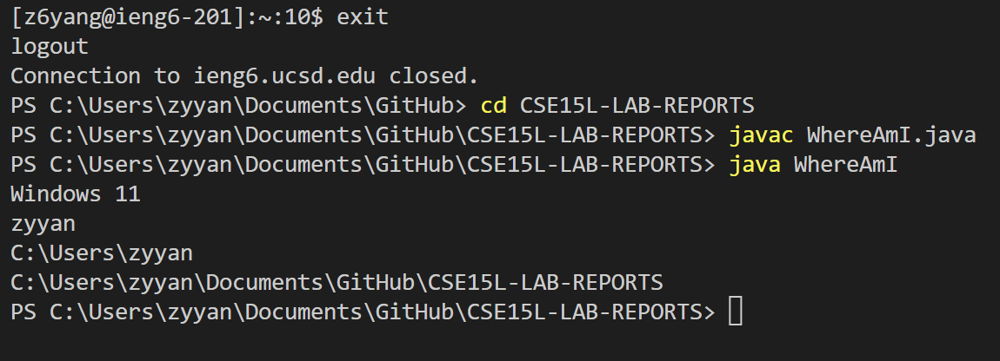 [z6yang@ieng6-201]:~:10$ exit
logout
Connection to ieng6.ucsd.edu closed.
PS C:\Users\zyyan\Documents\GitHub> cd CSE15L-LAB-REPORTS
PS C:\Users\zyyan\Documents\GitHub\CSE15L-LAB-REPORTS> javac WhereAmI.java
PS C:\Users\zyyan\Documents\GitHub\CSE15L-LAB-REPORTS> java WhereAmI
Windows 11
zyyan
C:\Users\zyyan
C:\Users\zyyan\Documents\GitHub\CSE15L-LAB-REPORTS
PS C:\Users\zyyan\Documents\GitHub\CSE15L-LAB-REPORTS>